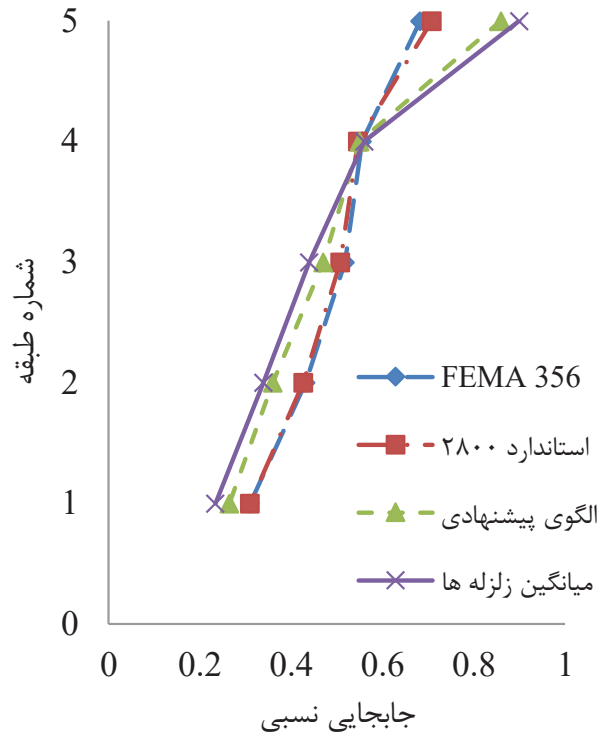 5
4
3
2
1
0
شماره طبقه
FEMA 356
استاندارد ۲۸۰۰
الگوی پیشنهادی
میانگین زلزله ها
0 0.2 0.4 0.6 0.8 1
جابجایی نسبی